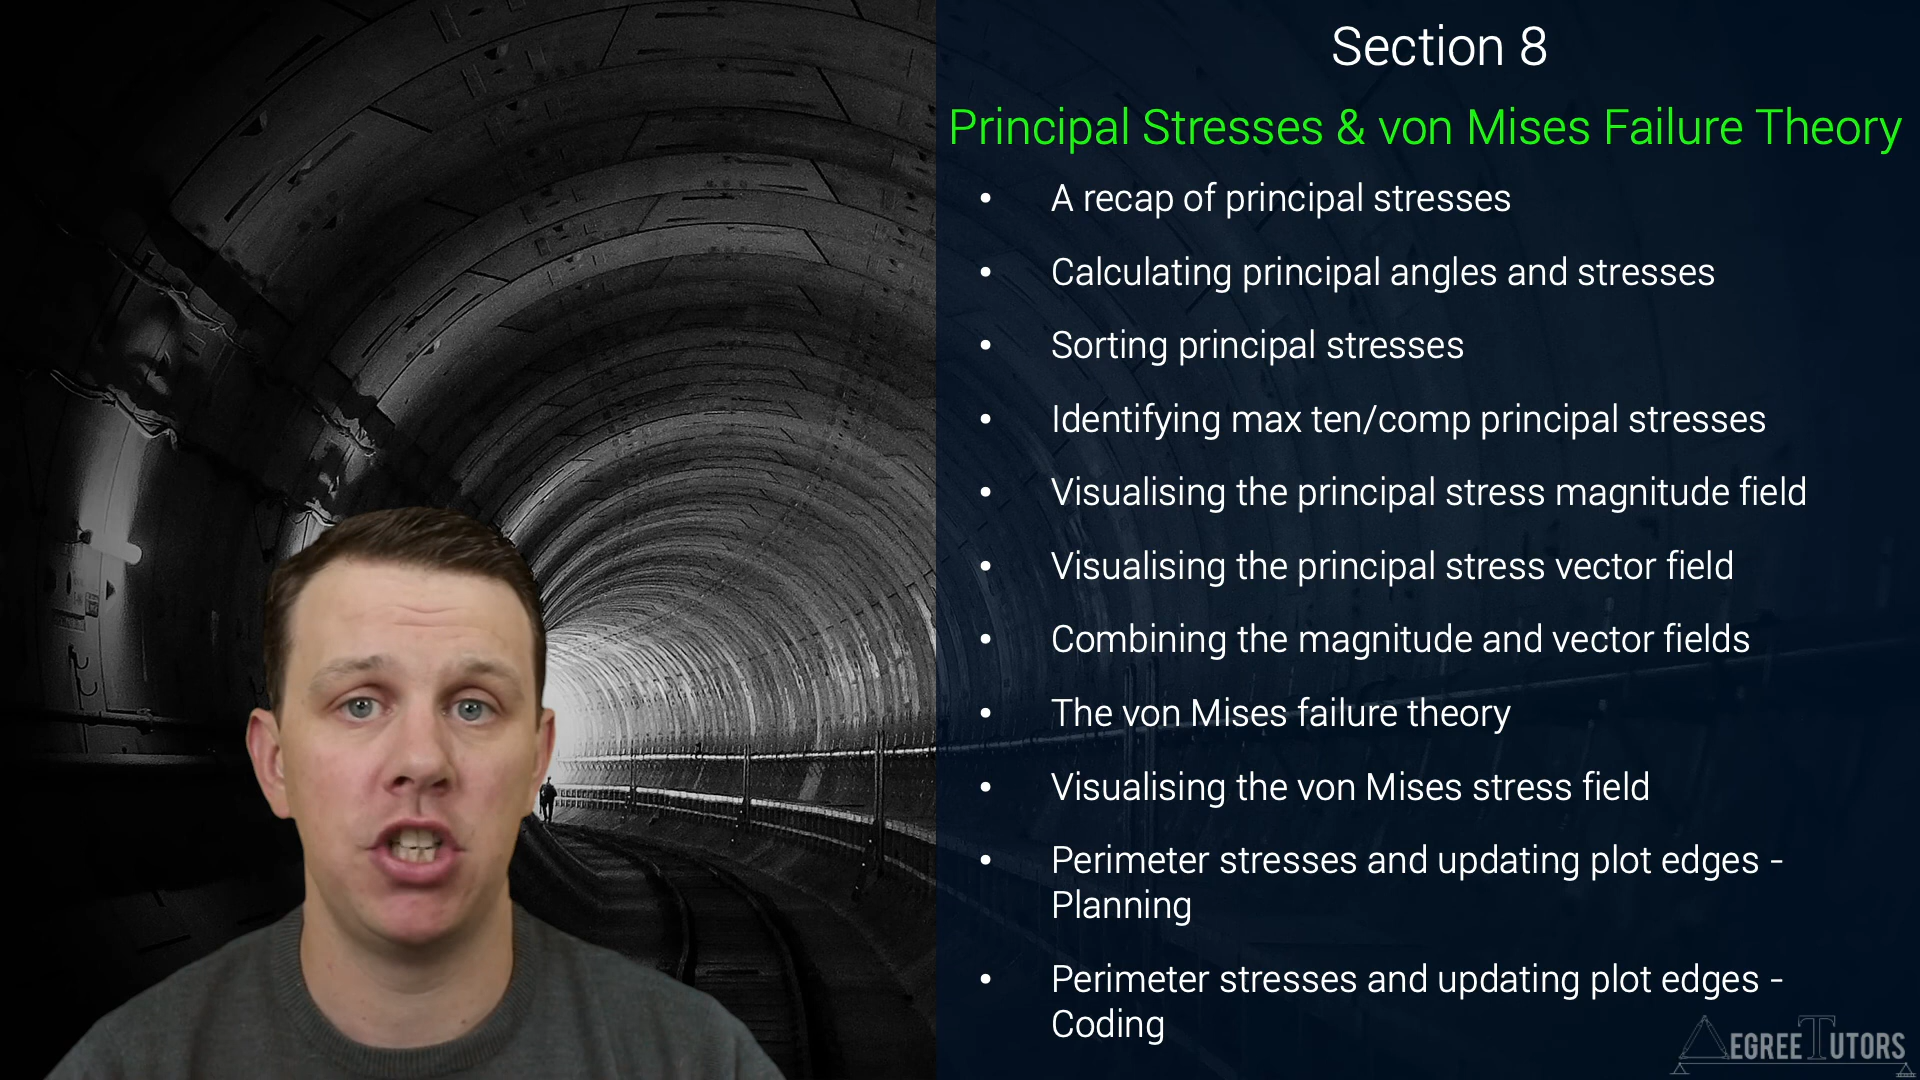 Section 8
Principal Stresses & von Mises Failure Theory
• A recap of principal stresses
• Calculating principal angles and stresses
• Sorting principal stresses
• Identifying max ten/comp principal stresses
• Visualising the principal stress magnitude field
• Visualising the principal stress vector field
• Combining the magnitude and vector fields
• The von Mises failure theory
• Visualising the von Mises stress field
• Perimeter stresses and updating plot edges -
Planning
• Perimeter stresses and updating plot edges -
Coding
DEGREE TUTORS